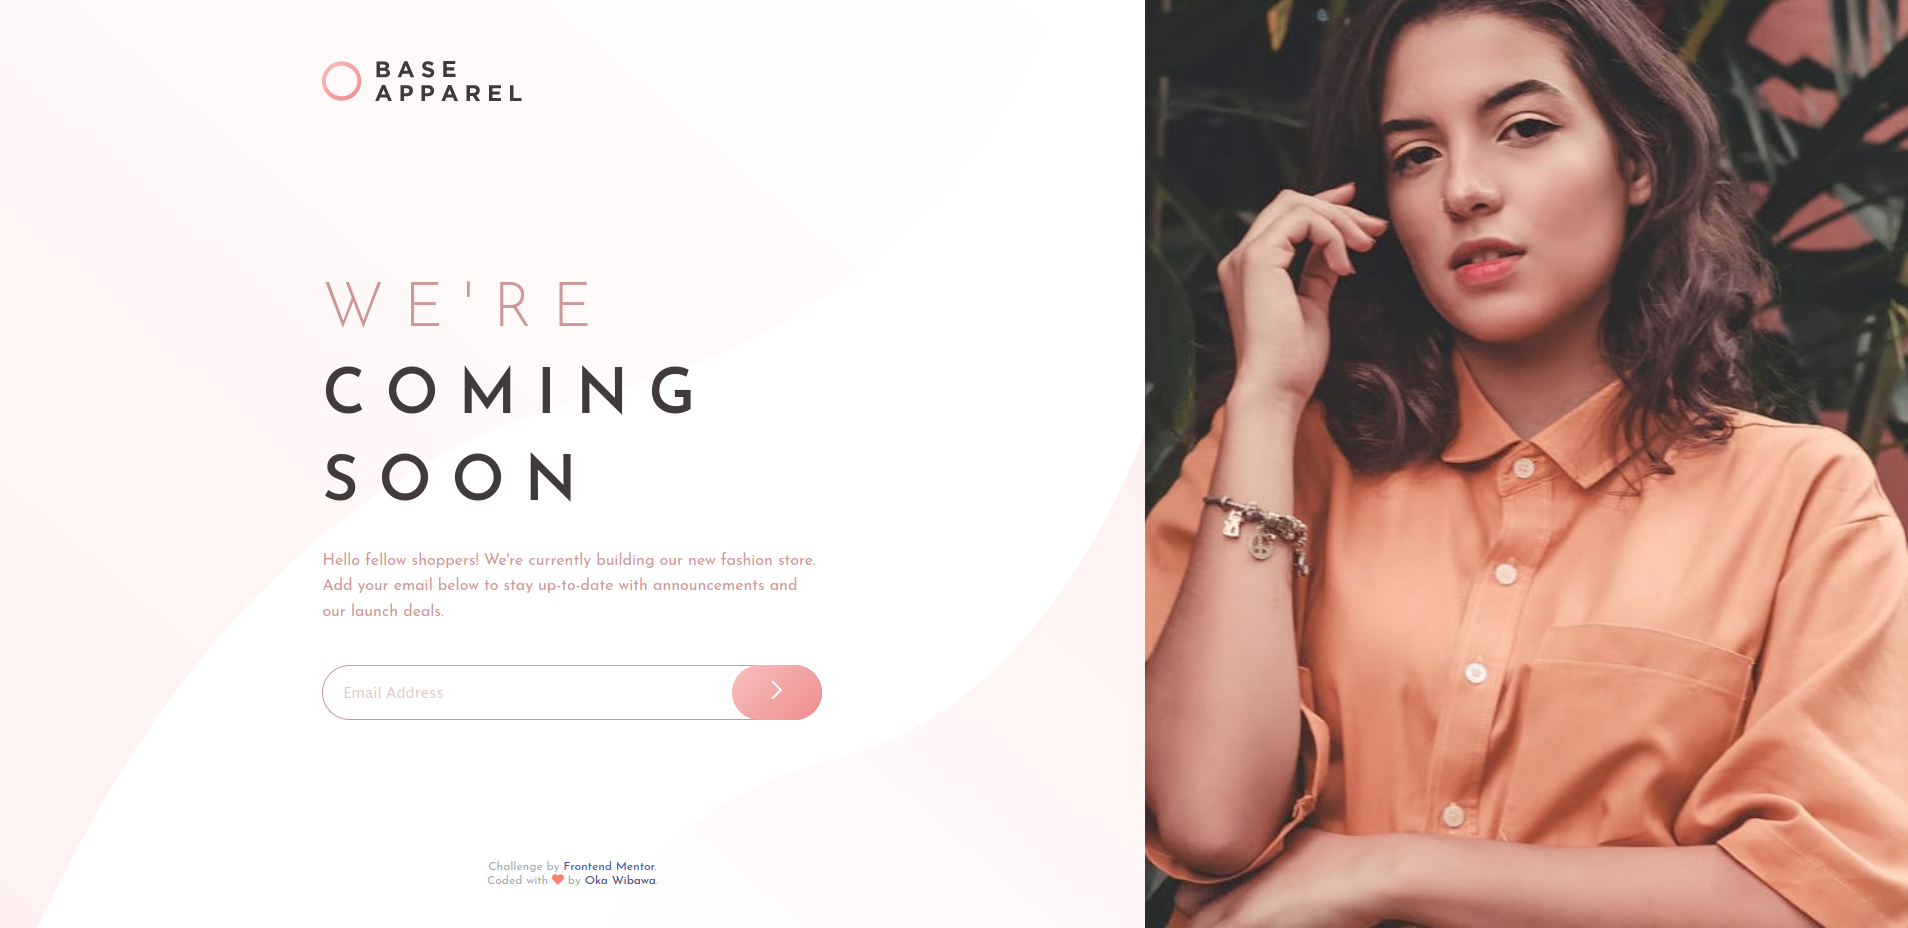 BASE
APPAREL
WE'RE
COMING
SOON
Hello fellow shoppers! We're currently building our new fashion store.
Add your email below to stay up-to-date with announcements and
our launch deals.
Email Address
Challenge by Frontend Mentor.
Coded with ❤ by Oka Wibawa.